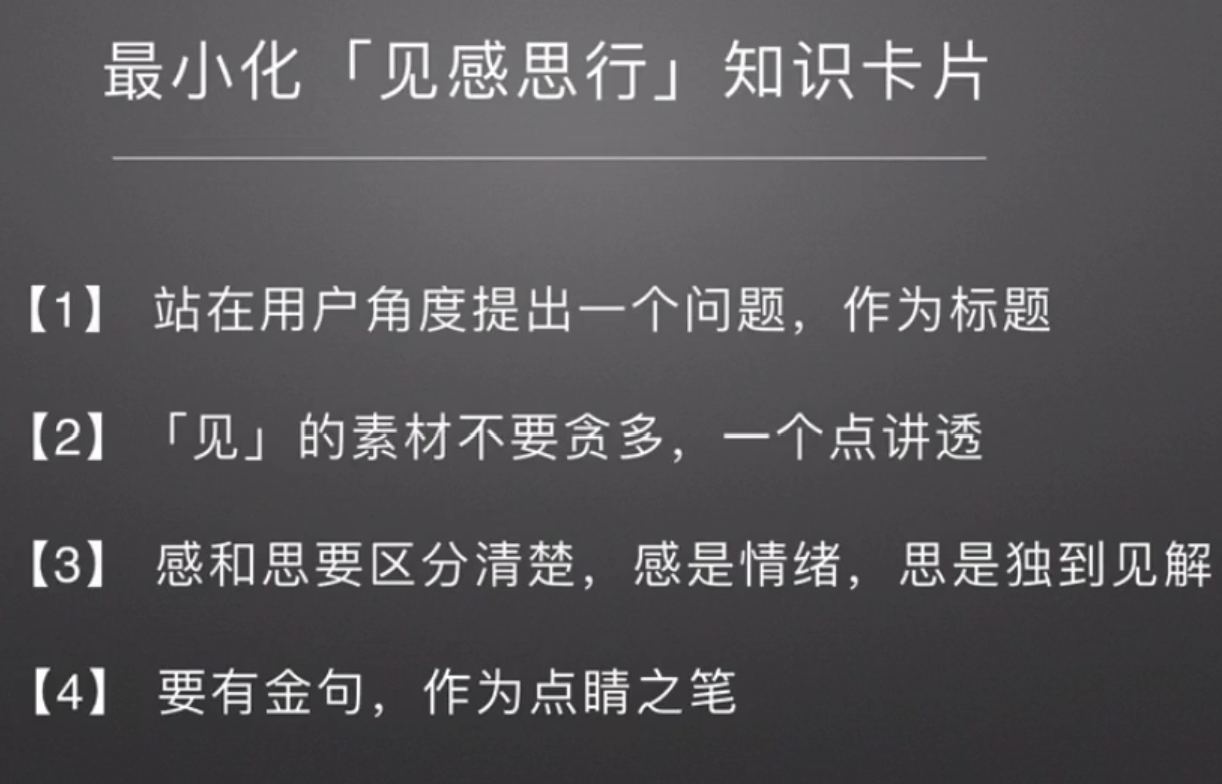 最小化「见感思行」知识卡片
【1】 站在用户角度提出一个问题，作为标题
【2】 「见」的素材不要贪多，一个点讲透
【3】 感和思要区分清楚，感是情绪，思是独到见解
【4】 要有金句，作为点睛之笔